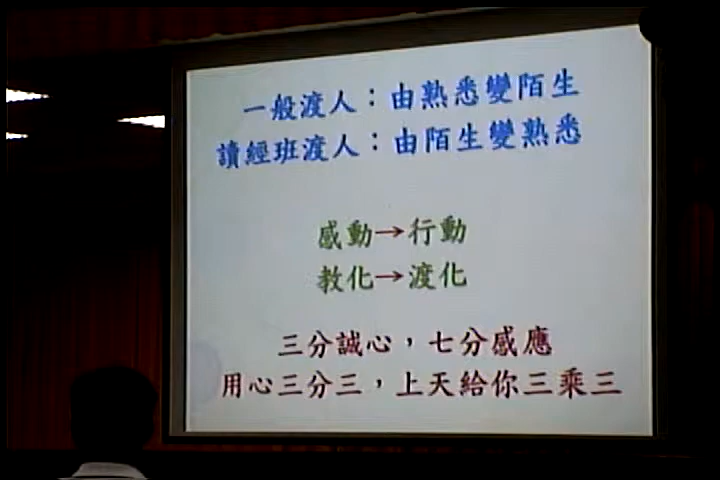 一般渡人：由熟悉變陌生
讀經班渡人：由陌生變熟悉
感動→行動
教化→渡化
三分誠心，七分感應
用心三分三，上天給你三乘三